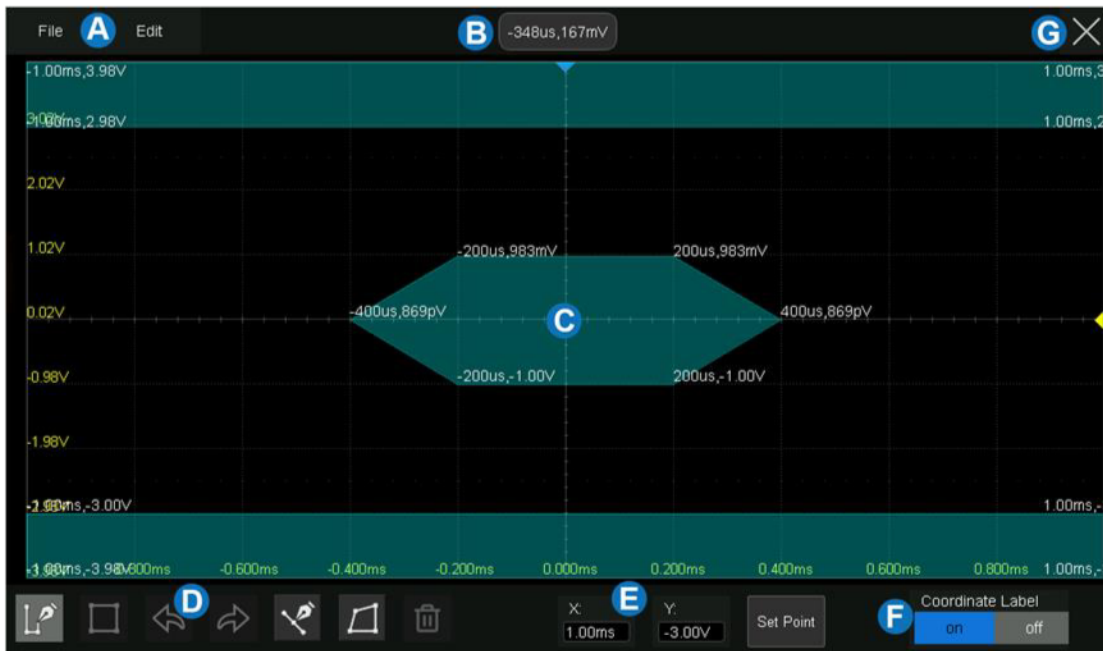 File A Edit B -348us,167mV G
-1.00ms,3.98V 1.00ms,3
-1.00ms,2.98V 1.00ms,2
2.02V
1.02V -200us,983mV 200us,983mV
0.02V -400us,869pV C 400us,869pV
-0.98V -200us,-1.00V 200us,-1.00V
-1.98V
-1.00ms,-3.00V 1.00ms,-
-1.00ms,-3.98V -0.600ms -0.400ms -0.200ms 0.000ms 0.200ms 0.400ms 0.600ms 0.800ms 1.00ms,-
D E F
X: Y: Set Point Coordinate Label
1.00ms -3.00V on off